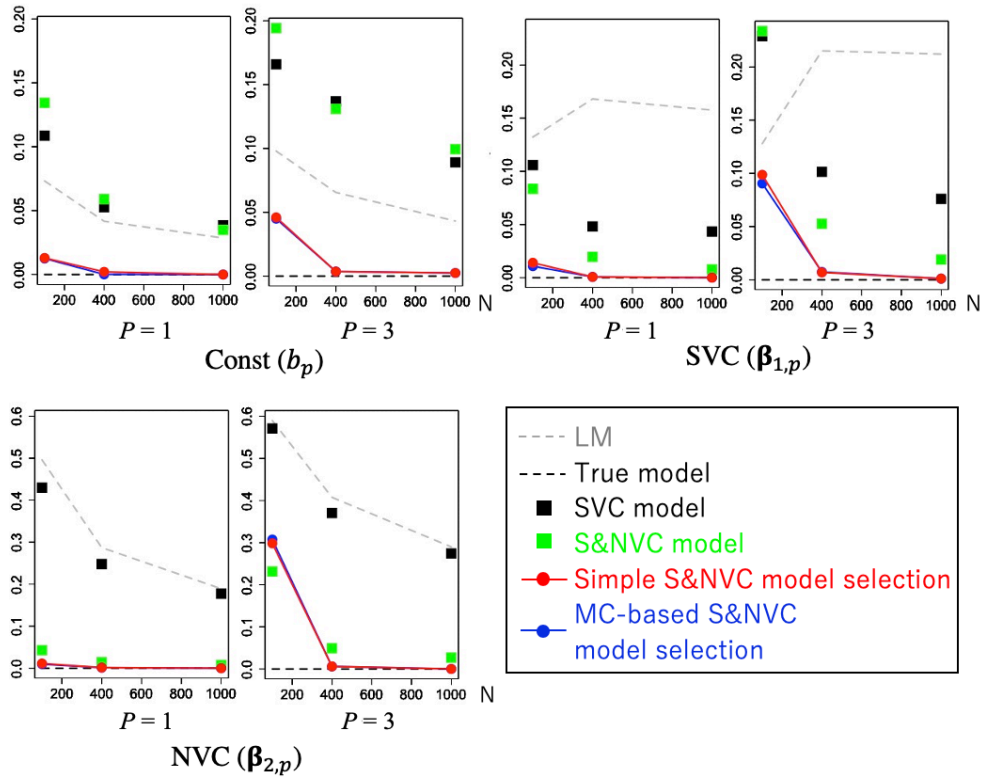 0.00 0.05 0.10 0.15 0.20
200 400 600 800 1000
P = 1
0.00 0.05 0.10 0.15 0.20
200 400 600 800 1000 N
P = 3
Const (b_p)
0.00 0.05 0.10 0.15 0.20
200 400 600 800 1000
P = 1
0.00 0.05 0.10 0.15 0.20
200 400 600 800 1000 N
P = 3
SVC (β₁,p)
0.0 0.1 0.2 0.3 0.4 0.5 0.6
200 400 600 800 1000
P = 1
0.0 0.1 0.2 0.3 0.4 0.5 0.6
200 400 600 800 1000 N
P = 3
NVC (β₂,p)
LM
True model
SVC model
S&NVC model
Simple S&NVC model selection
MC-based S&NVC
model selection